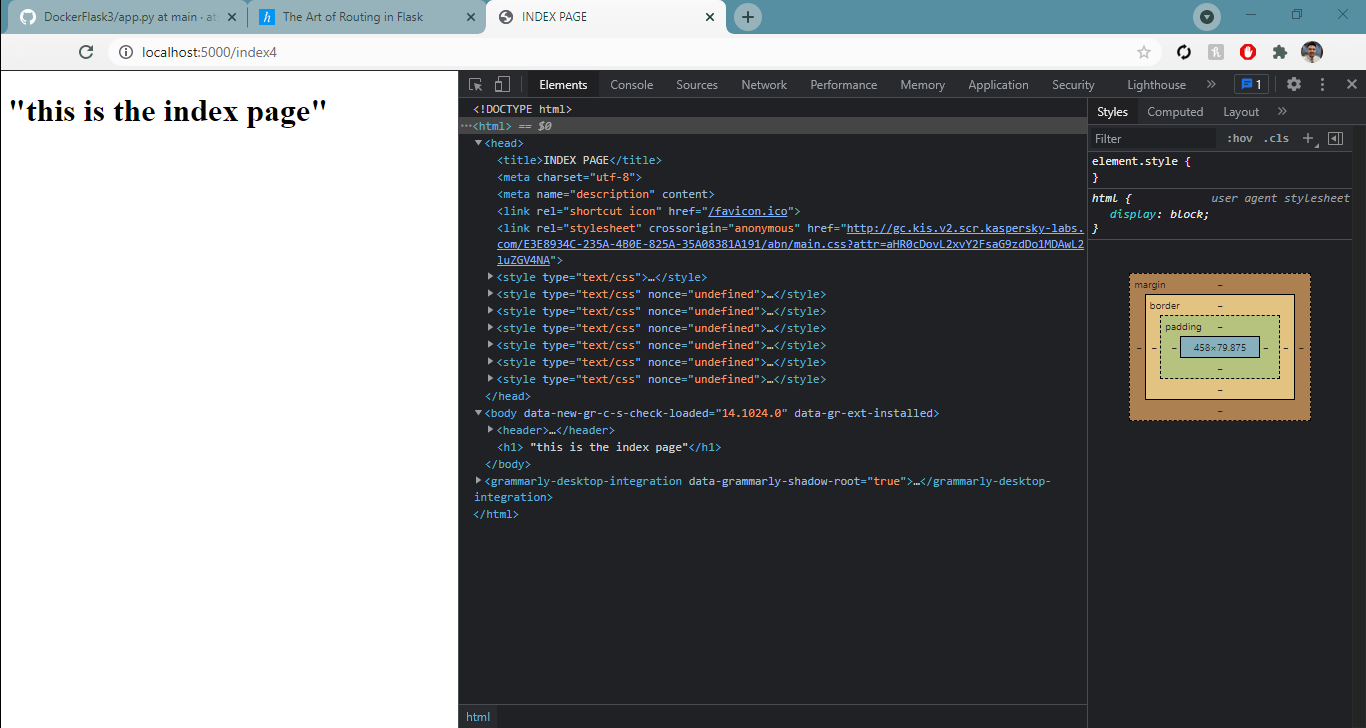 DockerFlask3/app.py at main · at
The Art of Routing in Flask
INDEX PAGE
localhost:5000/index4
"this is the index page"
Elements Console Sources Network Performance Memory Application Security Lighthouse » 1
<!DOCTYPE html>
···<html> == $0
<head>
<title>INDEX PAGE</title>
<meta charset="utf-8">
<meta name="description" content>
<link rel="shortcut icon" href="/favicon.ico">
<link rel="stylesheet" crossorigin="anonymous" href="http://gc.kis.v2.scr.kaspersky-labs.
com/E3E8934C-235A-4B0E-825A-35A08381A191/abn/main.css?attr=aHR0cDovL2xvY2FsaG9zdDo1MDAwL2
luZGV4NA">
<style type="text/css">…</style>
<style type="text/css" nonce="undefined">…</style>
<style type="text/css" nonce="undefined">…</style>
<style type="text/css" nonce="undefined">…</style>
<style type="text/css" nonce="undefined">…</style>
<style type="text/css" nonce="undefined">…</style>
<style type="text/css" nonce="undefined">…</style>
</head>
<body data-new-gr-c-s-check-loaded="14.1024.0" data-gr-ext-installed>
<header>…</header>
<h1> "this is the index page"</h1>
</body>
<grammarly-desktop-integration data-grammarly-shadow-root="true">…</grammarly-desktop-
integration>
</html>
html
Styles Computed Layout »
Filter :hov .cls +
element.style {
}
html { user agent stylesheet
display: block;
}
margin –
border –
padding –
– – – 458×79.875 – – –
–
–
–